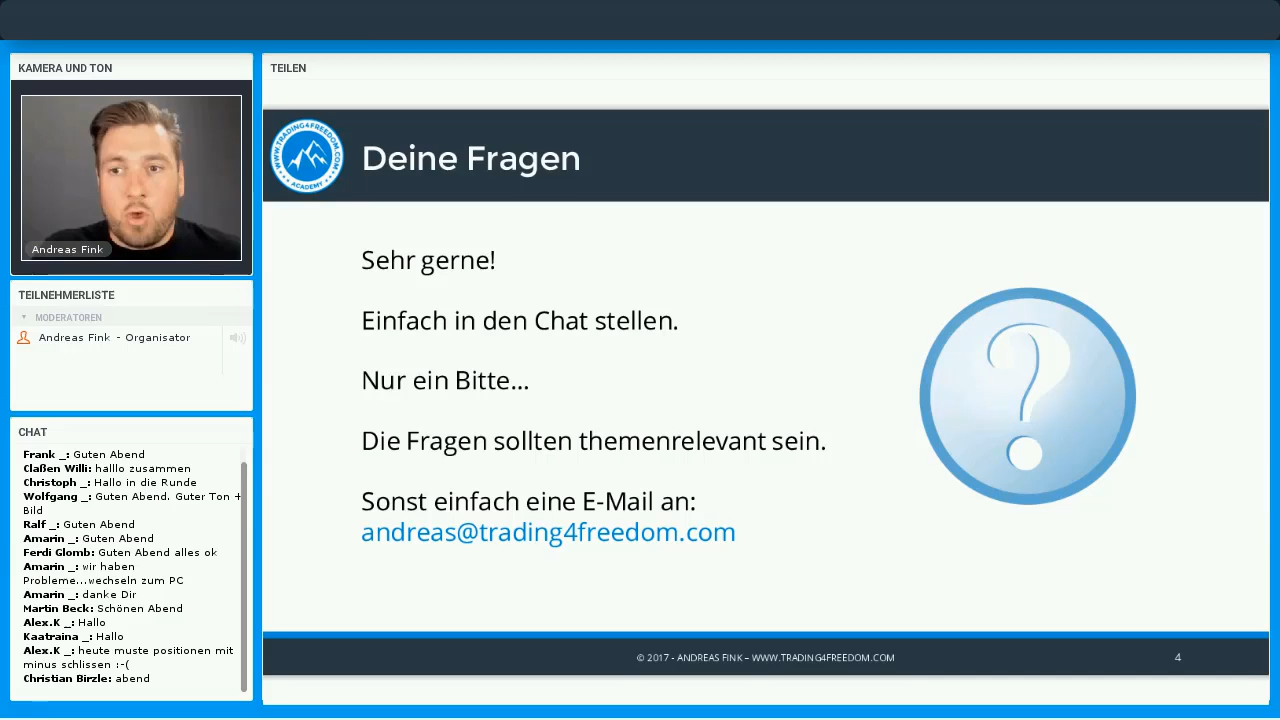 KAMERA UND TON
Andreas Fink
TEILNEHMERLISTE
MODERATOREN
Andreas Fink - Organisator
CHAT
Frank _: Guten Abend
Claßen Willi: halllo zusammen
Christoph _: Hallo in die Runde
Wolfgang _: Guten Abend. Guter Ton +
Bild
Ralf _: Guten Abend
Amarin _: Guten Abend
Ferdi Glomb: Guten Abend alles ok
Amarin _: wir haben
Probleme...wechseln zum PC
Amarin _: danke Dir
Martin Beck: Schönen Abend
Alex.K _: Hallo
Kaatraina _: Hallo
Alex.K _: heute muste positionen mit
minus schlissen :-(
Christian Birzle: abend
TEILEN
WWW.TRADING4FREEDOM.COM
ACADEMY
Deine Fragen
Sehr gerne!
Einfach in den Chat stellen.
Nur ein Bitte...
Die Fragen sollten themenrelevant sein.
Sonst einfach eine E-Mail an:
andreas@trading4freedom.com
?
© 2017 - ANDREAS FINK – WWW.TRADING4FREEDOM.COM
4